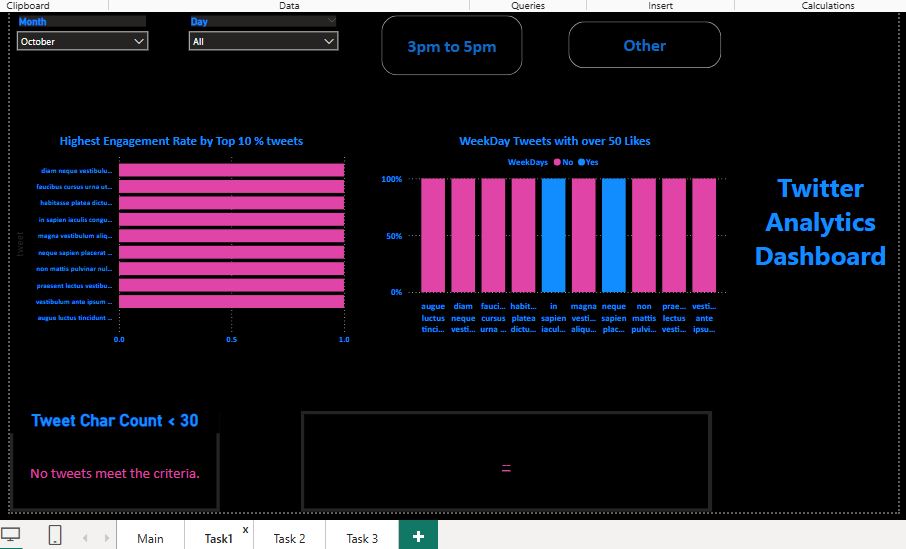 Clipboard
Data
Queries
Insert
Calculations
Month
October
Day
All
3pm to 5pm
Other
Highest Engagement Rate by Top 10 % tweets
tweet
diam neque vestibulu...
faucibus cursus urna ut...
habitasse platea dictu...
in sapien iaculis congu...
magna vestibulum aliq...
neque sapien placerat ...
non mattis pulvinar nul...
praesent lectus vestibu...
vestibulum ante ipsum ...
augue luctus tincidunt ...
0.0
0.5
1.0
WeekDay Tweets with over 50 Likes
WeekDays No Yes
100%
50%
0%
augue luctus tinci...
diam neque vesti...
fauci... cursus urna ...
habit... platea dictu...
in sapien iacul...
magna vesti... aliqu...
neque sapien plac...
non mattis pulvi...
prae... lectus vesti...
vesti... ante ipsu...
Twitter
Analytics
Dashboard
Tweet Char Count < 30
No tweets meet the criteria.
=
Main
Task1
x
Task 2
Task 3
+